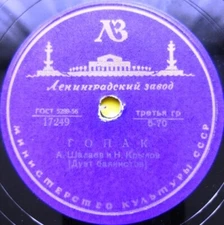 ЛЗ
Ленинградский завод
ГОСТ 5289-56
третья гр
17249
6-70
ГОПАК
А. Шалаев и Н. Крылов
(Дуэт баянистов)
МИНИСТЕРСТВО КУЛЬТУРЫ СССР